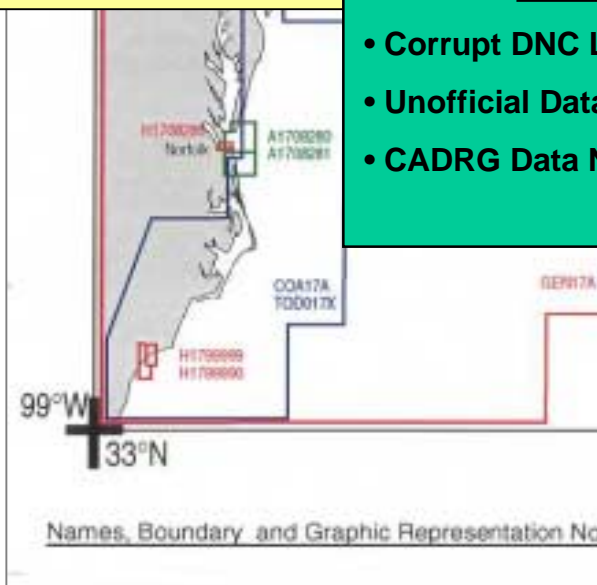 • Corrupt DNC L
• Unofficial Data
• CADRG Data N
Norfolk
A1708280
A1708281
COA17A
TOD017X
GEN17A
H1799999
H1799990
99°W
33°N
Names, Boundary and Graphic Representation No